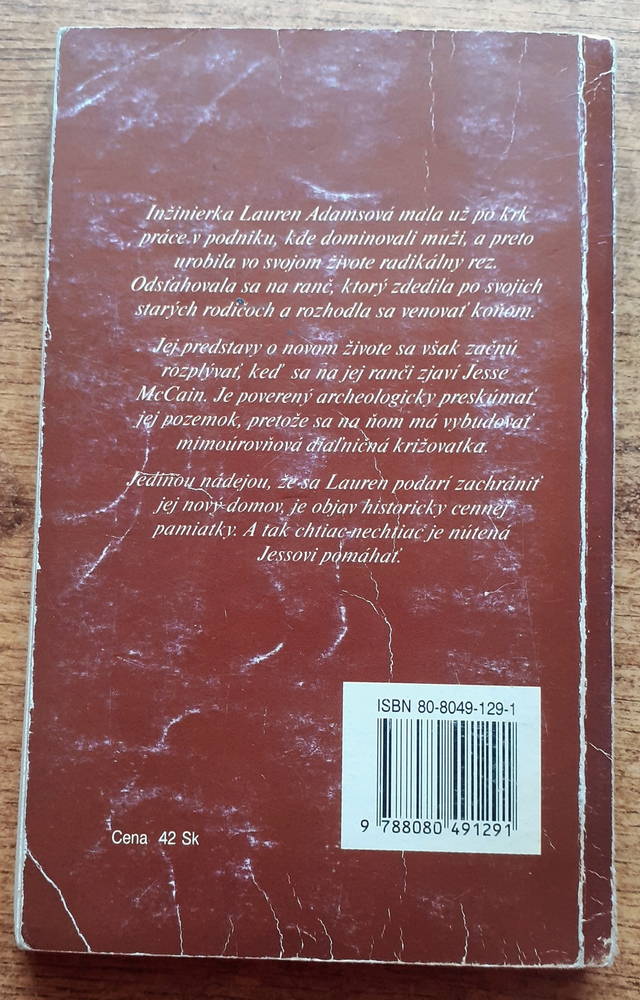 Inžinierka Lauren Adamsová mala už po krk
práce v podniku, kde dominovali muži, a preto
urobila vo svojom živote radikálny rez.
Odsťahovala sa na ranč, ktorý zdedila po svojich
starých rodičoch a rozhodla sa venovať koňom.
Jej predstavy o novom živote sa však začnú
rozplývať, keď sa na jej ranči zjaví Jesse
McCain. Je poverený archeologicky preskúmať
jej pozemok, pretože sa na ňom má vybudovať
mimoúrovňová diaľničná križovatka.
Jedinou nádejou, že sa Lauren podarí zachrániť
jej nový domov, je objav historicky cennej
pamiatky. A tak chtiac-nechtiac je nútená
Jessovi pomáhať.
ISBN 80-8049-129-1
9 788080 491291
Cena 42 Sk